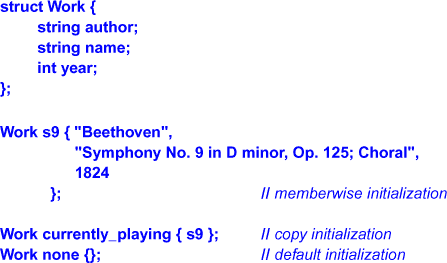 struct Work {
string author;
string name;
int year;
};
Work s9 { "Beethoven",
"Symphony No. 9 in D minor, Op. 125; Choral",
1824
}; // memberwise initialization
Work currently_playing { s9 }; // copy initialization
Work none {}; // default initialization